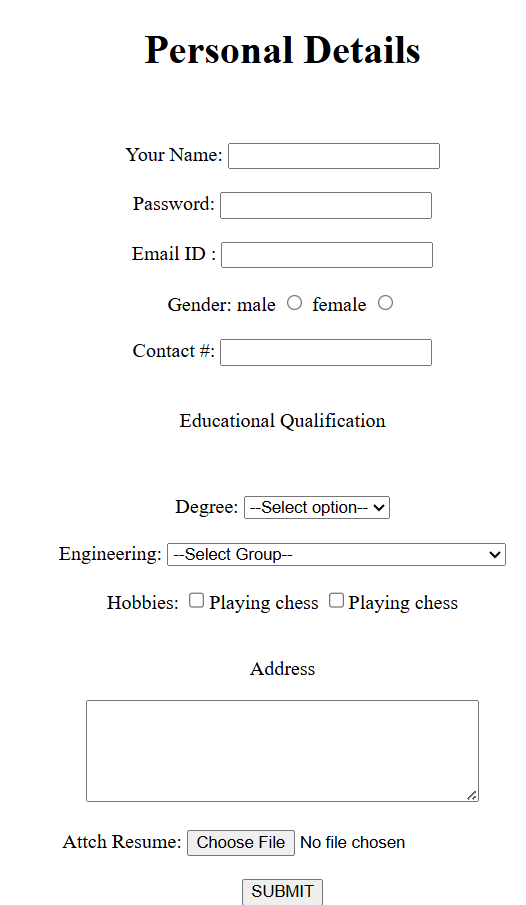 Personal Details
Your Name:
Password:
Email ID :
Gender: male female
Contact #:
Educational Qualification
Degree: --Select option--
Engineering: --Select Group--
Hobbies: Playing chess Playing chess
Address
Attch Resume: Choose File No file chosen
SUBMIT